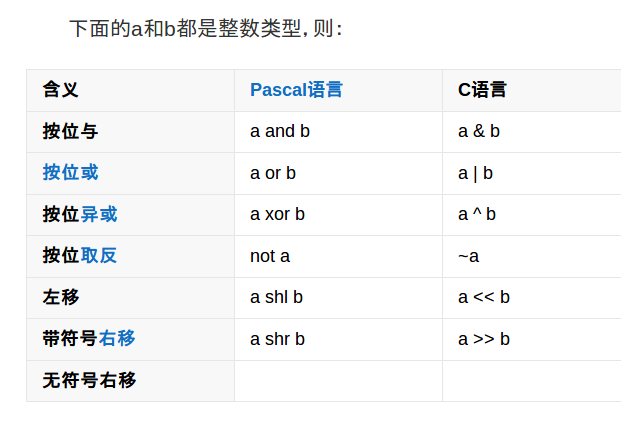 下面的a和b都是整数类型，则：
含义 Pascal语言 C语言
按位与 a and b a & b
按位或 a or b a | b
按位异或 a xor b a ^ b
按位取反 not a ~a
左移 a shl b a << b
带符号右移 a shr b a >> b
无符号右移